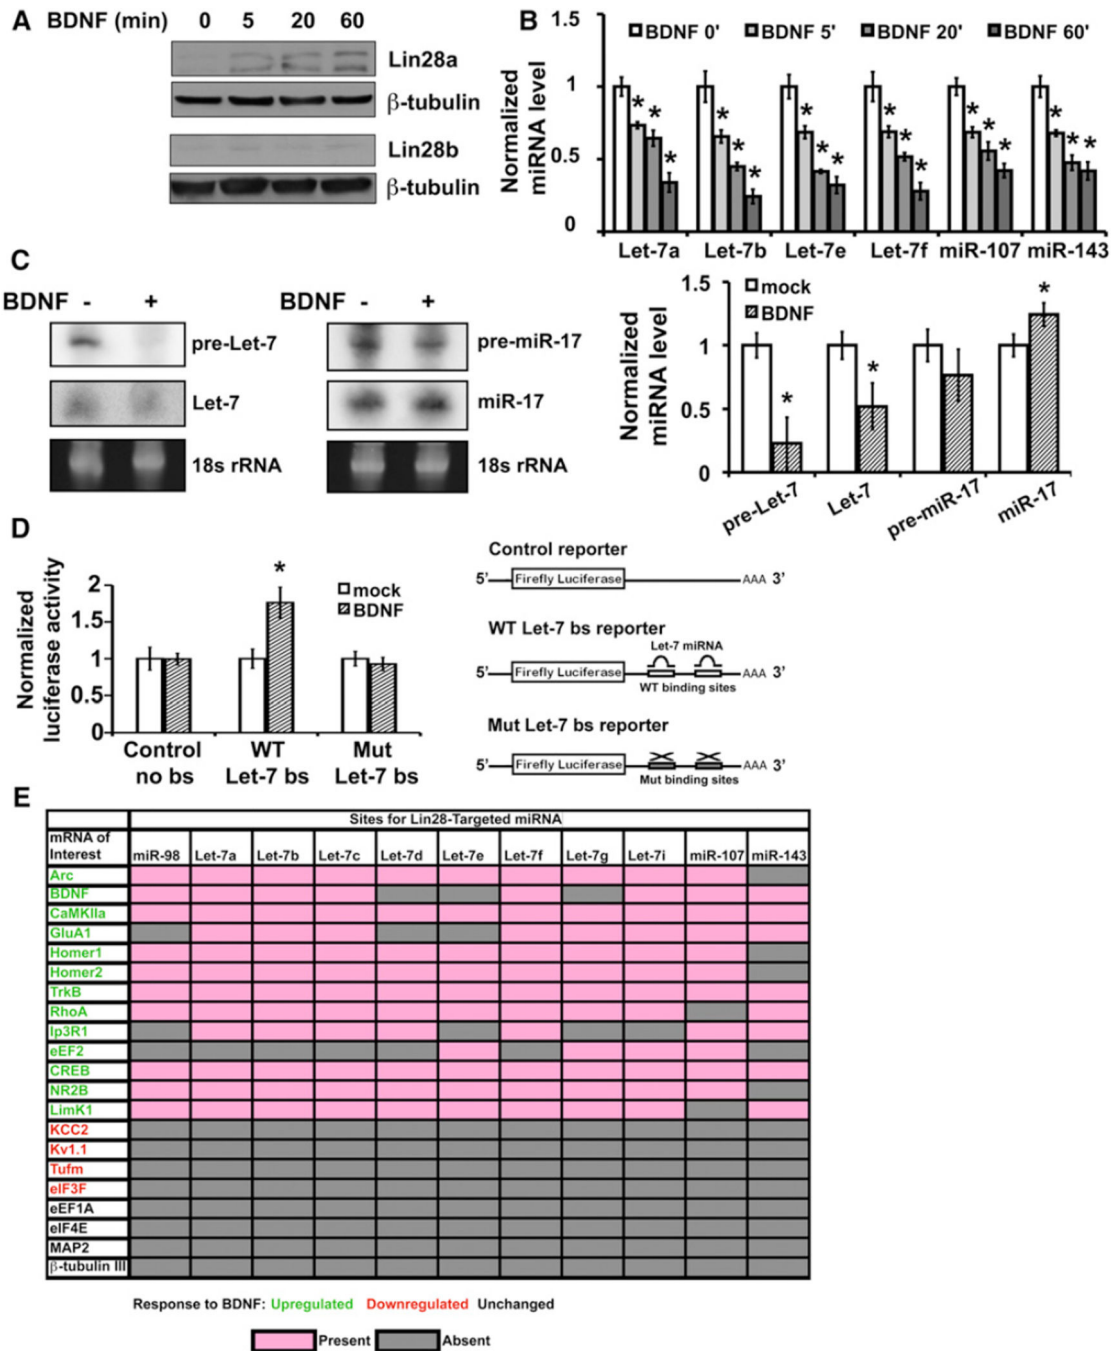 A
BDNF (min) 0 5 20 60
Lin28a
β-tubulin
Lin28b
β-tubulin
B
Normalized
miRNA level
1.5
1
0.5
0
BDNF 0' BDNF 5' BDNF 20' BDNF 60'
* * * * * * * * * * * * * * * * * *
Let-7a Let-7b Let-7e Let-7f miR-107 miR-143
C
BDNF - +
pre-Let-7
Let-7
18s rRNA
BDNF - +
pre-miR-17
miR-17
18s rRNA
Normalized
miRNA level
1.5
1
0.5
0
mock
BDNF
* * *
pre-Let-7 Let-7 pre-miR-17 miR-17
D
Normalized
luciferase activity
2
1.5
1
0.5
0
*
mock
BDNF
Control WT Mut
no bs Let-7 bs Let-7 bs
Control reporter
5' Firefly Luciferase AAA 3'
WT Let-7 bs reporter
Let-7 miRNA
5' Firefly Luciferase AAA 3'
WT binding sites
Mut Let-7 bs reporter
5' Firefly Luciferase AAA 3'
Mut binding sites
E
Sites for Lin28-Targeted miRNA
mRNA of
Interest miR-98 Let-7a Let-7b Let-7c Let-7d Let-7e Let-7f Let-7g Let-7i miR-107 miR-143
Arc
BDNF
CaMKIIa
GluA1
Homer1
Homer2
TrkB
RhoA
Ip3R1
eEF2
CREB
NR2B
LimK1
KCC2
Kv1.1
Tufm
eIF3F
eEF1A
eIF4E
MAP2
β-tubulin III
Response to BDNF: Upregulated Downregulated Unchanged
Present Absent